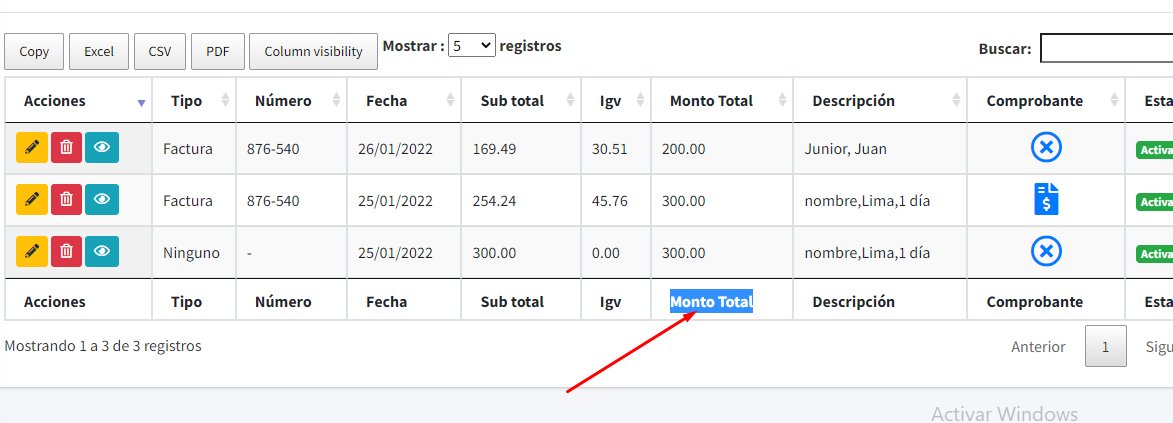 Copy Excel CSV PDF Column visibility Mostrar : 5 registros Buscar:
Acciones Tipo Número Fecha Sub total Igv Monto Total Descripción Comprobante Esta
Factura 876-540 26/01/2022 169.49 30.51 200.00 Junior, Juan Activa
Factura 876-540 25/01/2022 254.24 45.76 300.00 nombre,Lima,1 día Activa
Ninguno - 25/01/2022 300.00 0.00 300.00 nombre,Lima,1 día Activa
Acciones Tipo Número Fecha Sub total Igv Monto Total Descripción Comprobante Esta
Mostrando 1 a 3 de 3 registros Anterior 1 Sigu
Activar Windows